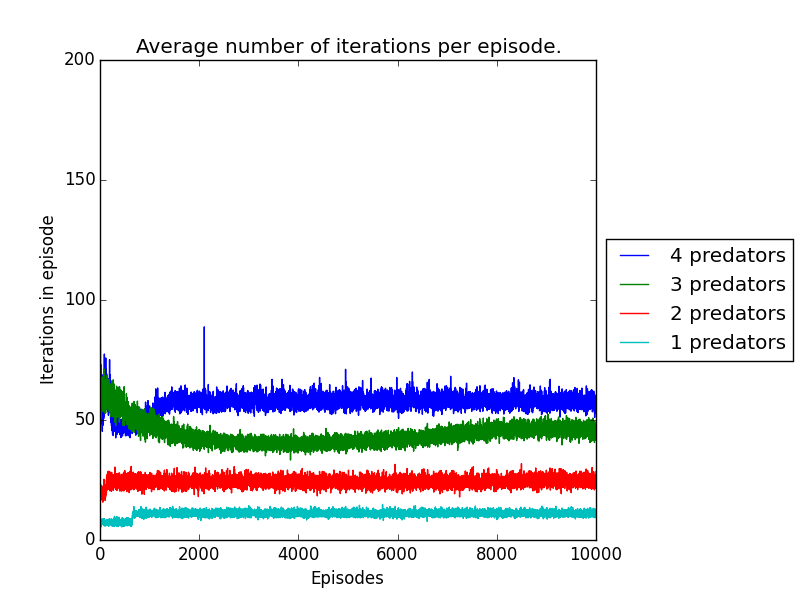 Average number of iterations per episode.
200
150
100
50
0
Iterations in episode
0 2000 4000 6000 8000 10000
Episodes
4 predators
3 predators
2 predators
1 predators